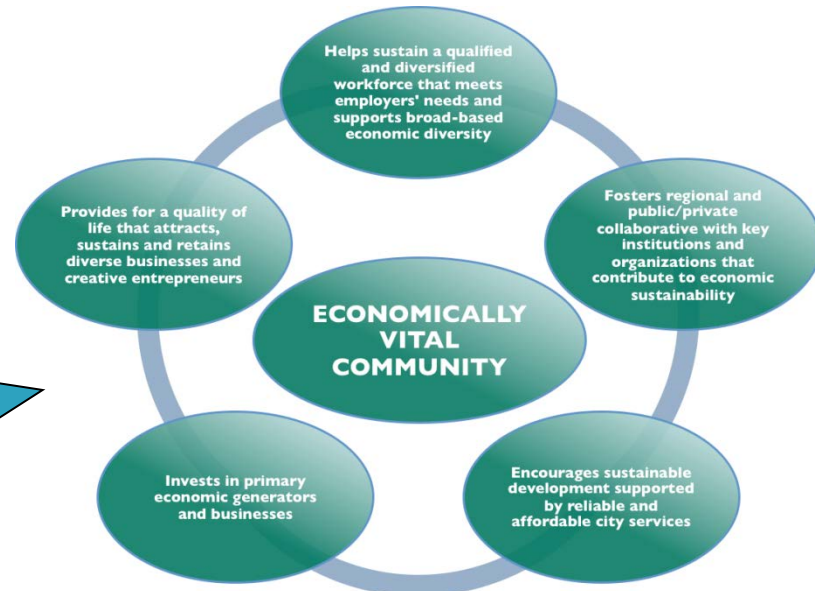 Helps sustain a qualified
and diversified
workforce that meets
employers' needs and
supports broad-based
economic diversity
Provides for a quality of
life that attracts,
sustains and retains
diverse businesses and
creative entrepreneurs
Fosters regional and
public/private
collaborative with key
institutions and
organizations that
contribute to economic
sustainability
ECONOMICALLY
VITAL
COMMUNITY
Invests in primary
economic generators
and businesses
Encourages sustainable
development supported
by reliable and
affordable city services